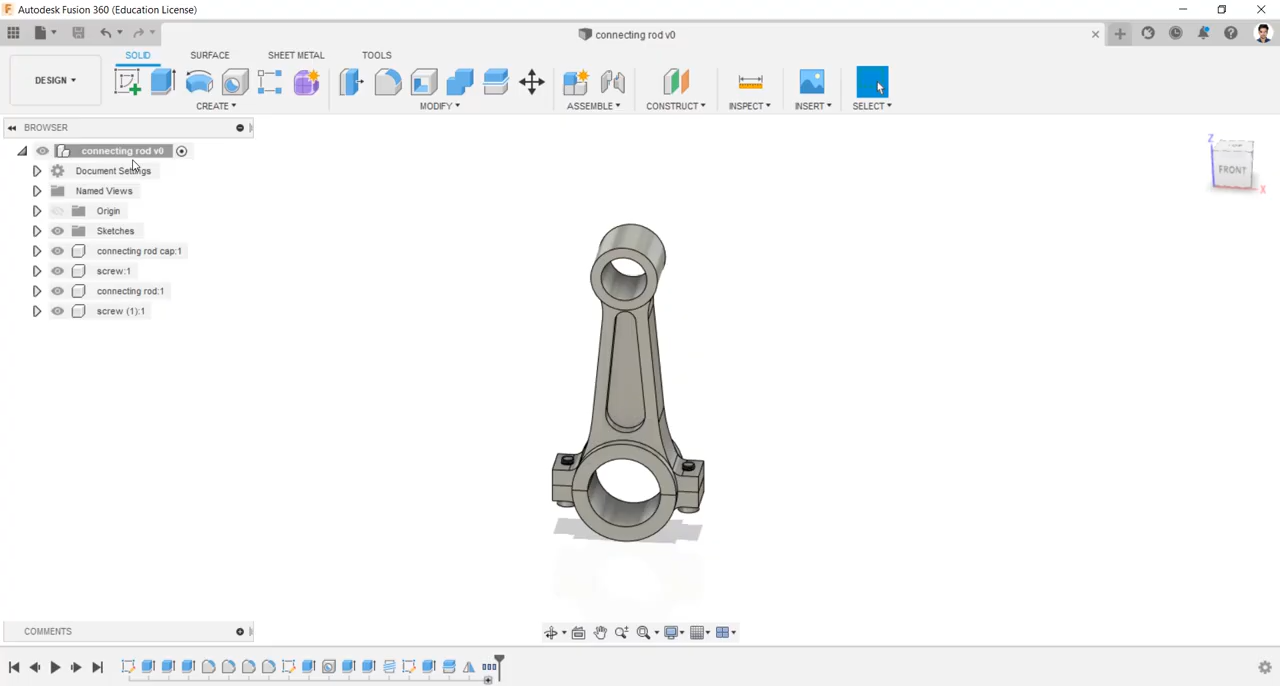 Autodesk Fusion 360 (Education License)
connecting rod v0
SOLID SURFACE SHEET METAL TOOLS
DESIGN
CREATE MODIFY ASSEMBLE CONSTRUCT INSPECT INSERT SELECT
BROWSER
connecting rod v0
Document Settings
Named Views
Origin
Sketches
connecting rod cap:1
screw:1
connecting rod:1
screw (1):1
Z
FRONT
X
COMMENTS